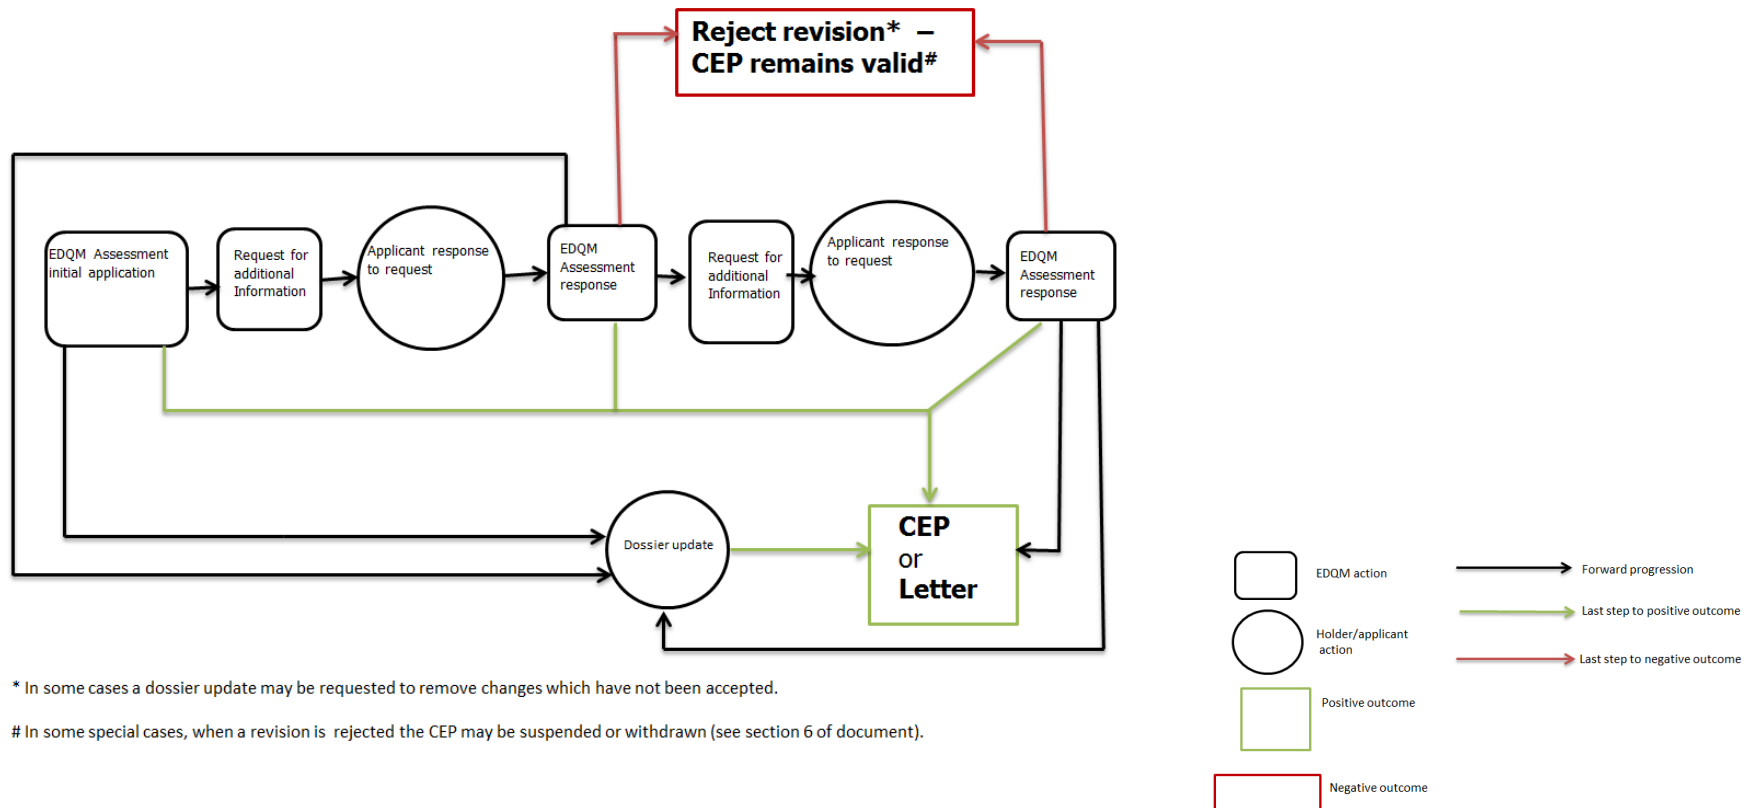 Reject revision* –
CEP remains valid#
EDQM Assessment
initial application
Request for
additional
Information
Applicant response
to request
EDQM
Assessment
response
Request for
additional
Information
Applicant response
to request
EDQM
Assessment
response
Dossier update
CEP
or
Letter
EDQM action
Forward progression
Last step to positive outcome
Holder/applicant
action
Last step to negative outcome
Positive outcome
Negative outcome
* In some cases a dossier update may be requested to remove changes which have not been accepted.
# In some special cases, when a revision is rejected the CEP may be suspended or withdrawn (see section 6 of document).